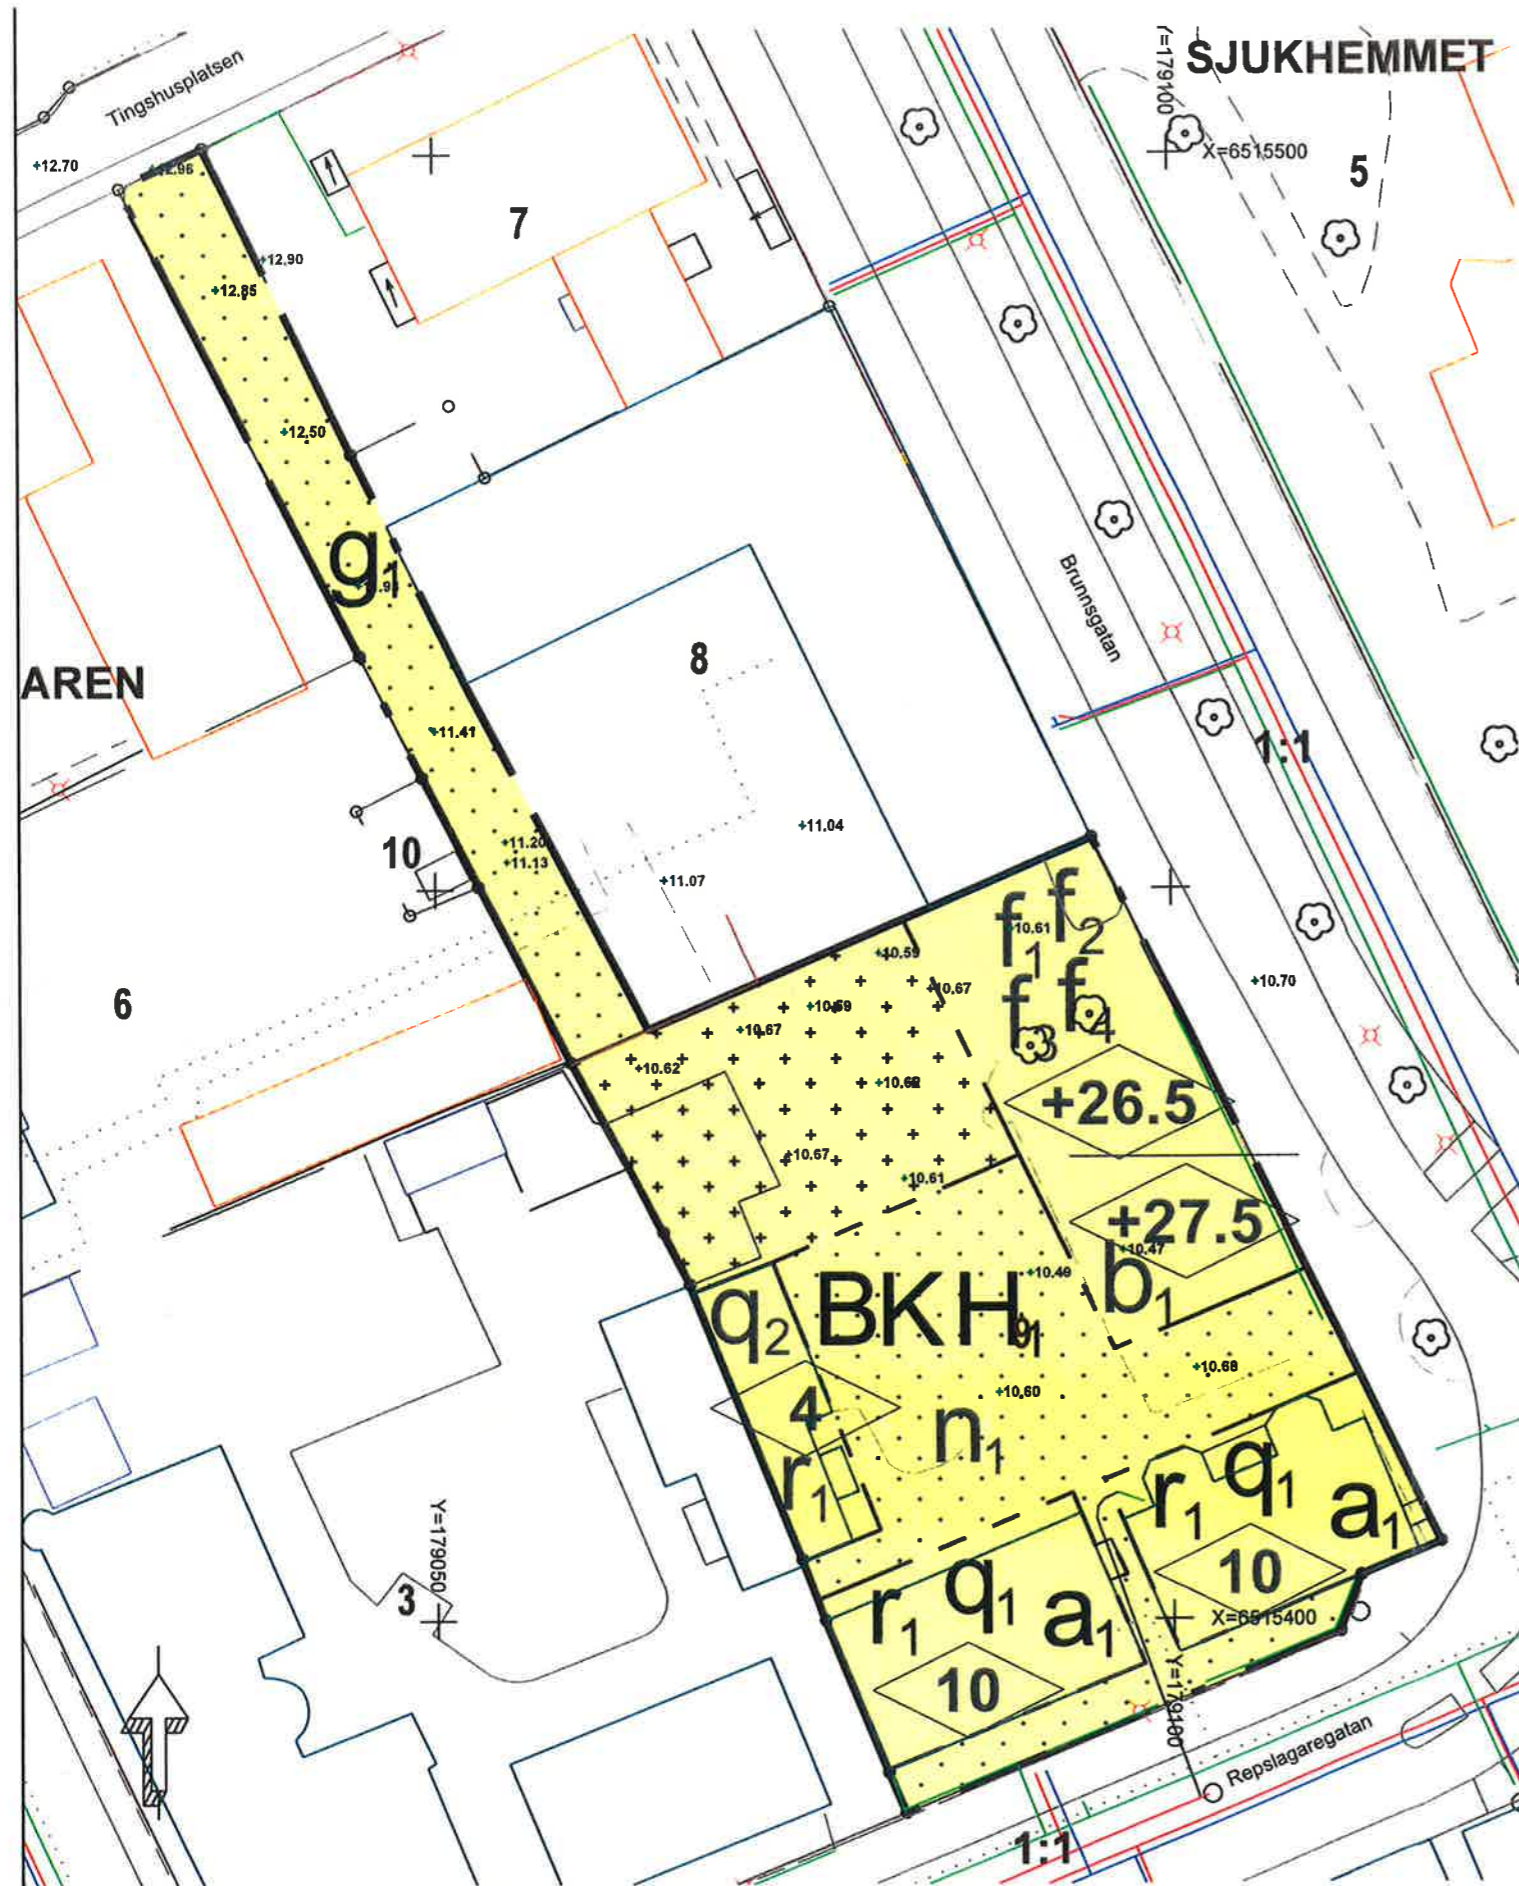 SJUKHEMMET
Tingshusplatsen
Y=179100
X=6515500
+12.70
5
7
+12.90
+12.85
+12.50
g1
Brunnsgatan
8
AREN
+11.41
1:1
+11.04
10
+11.20
+11.13
+11.07
f1 f2
+10.61
+10.59
+10.67
+10.70
6
f3 f4
+10.59
+10.67
+10.62
+10.62
+26.5
+10.67
+10.61
+27.5
+10.47
+10.49
b1
q2
BKH1
+10.68
+10.60
4
n1
r1
r1 q1 a1
Y=179050
10
3
r1 q1 a1
X=6515400
10
Y=179100
Repslagaregatan
1:1